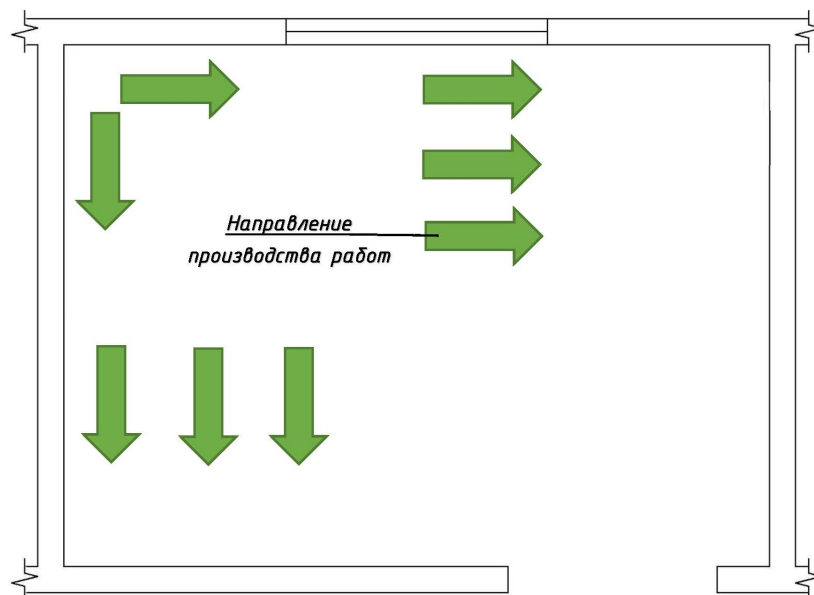 Направление
производства работ